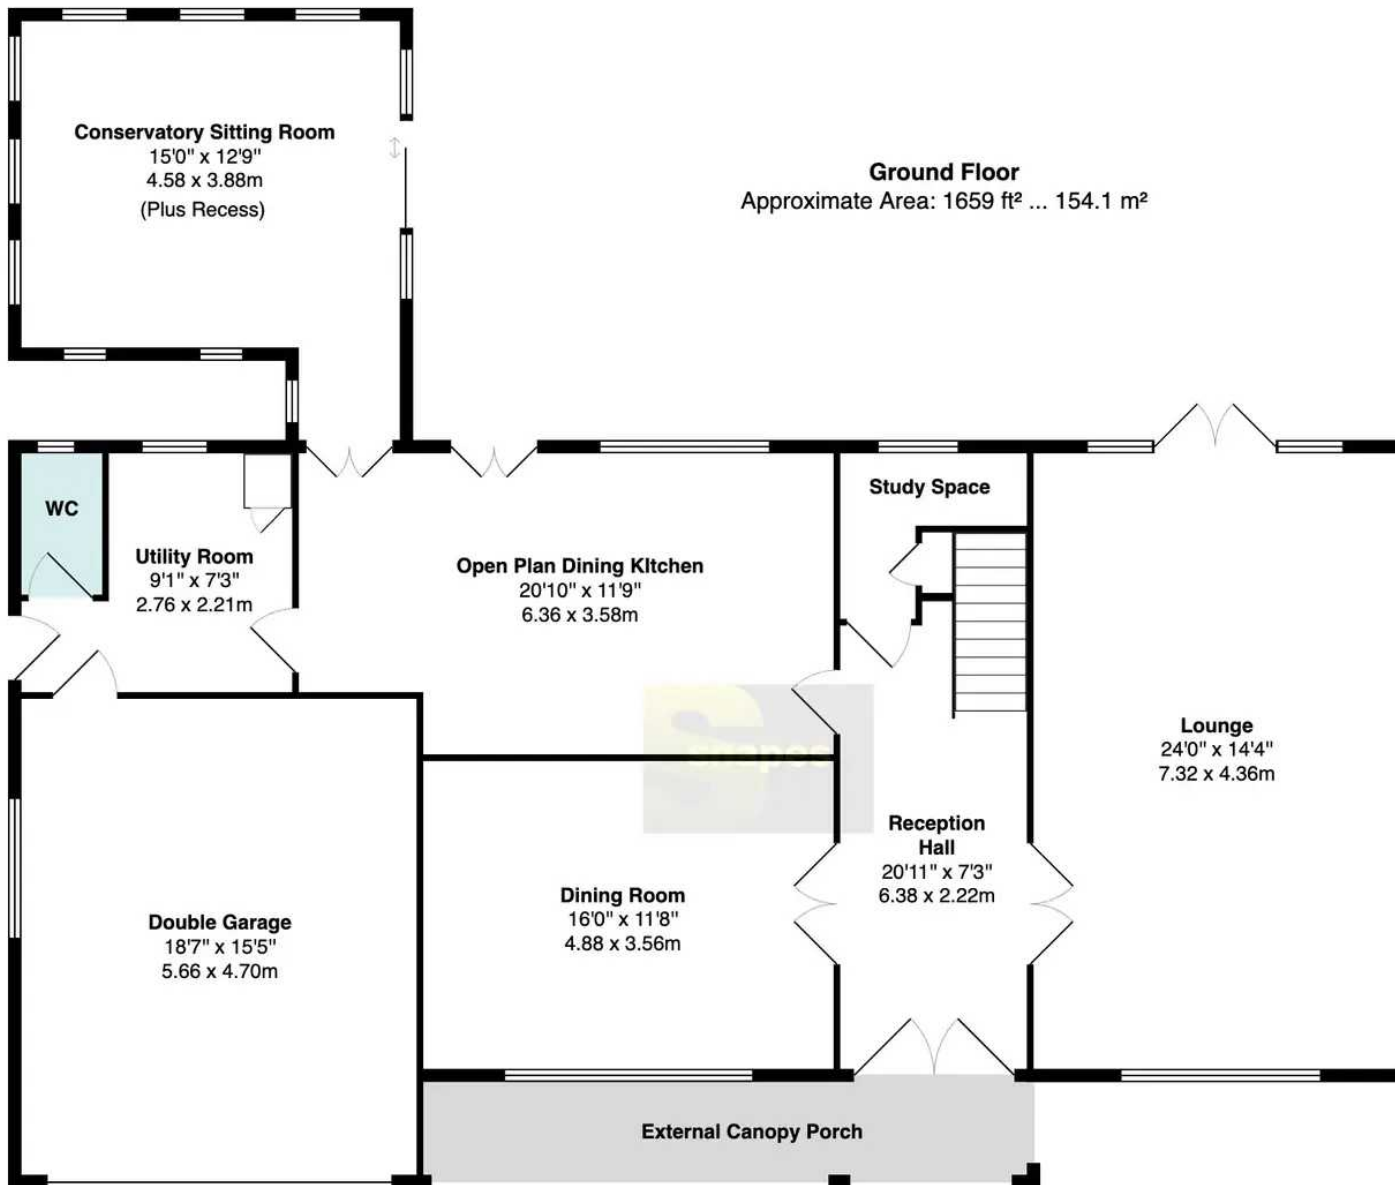 Conservatory Sitting Room
15'0" x 12'9"
4.58 x 3.88m
(Plus Recess)
Ground Floor
Approximate Area: 1659 ft² ... 154.1 m²
WC
Utility Room
9'1" x 7'3"
2.76 x 2.21m
Open Plan Dining KItchen
20'10" x 11'9"
6.36 x 3.58m
Study Space
Lounge
24'0" x 14'4"
7.32 x 4.36m
snapes
Reception
Hall
20'11" x 7'3"
6.38 x 2.22m
Dining Room
16'0" x 11'8"
4.88 x 3.56m
Double Garage
18'7" x 15'5"
5.66 x 4.70m
External Canopy Porch